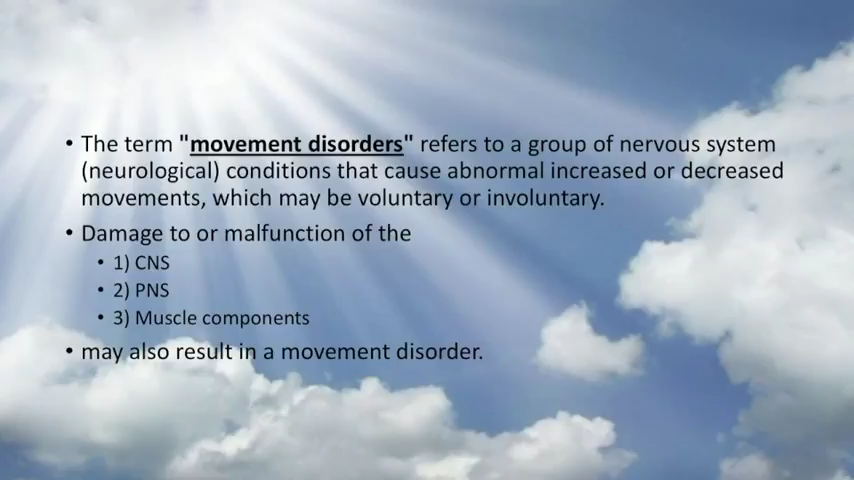 • The term "movement disorders" refers to a group of nervous system
(neurological) conditions that cause abnormal increased or decreased
movements, which may be voluntary or involuntary.
• Damage to or malfunction of the
• 1) CNS
• 2) PNS
• 3) Muscle components
• may also result in a movement disorder.